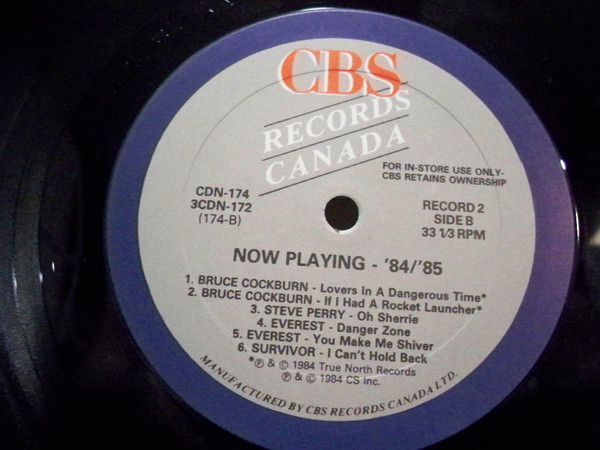 CBS
RECORDS
CANADA
FOR IN-STORE USE ONLY-
CBS RETAINS OWNERSHIP
CDN-174
3CDN-172
(174-B)
RECORD 2
SIDE B
33 1/3 RPM
NOW PLAYING - '84/'85
1. BRUCE COCKBURN - Lovers In A Dangerous Time*
2. BRUCE COCKBURN - If I Had A Rocket Launcher*
3. STEVE PERRY - Oh Sherrie
4. EVEREST - Danger Zone
5. EVEREST - You Make Me Shiver
6. SURVIVOR - I Can't Hold Back
*℗ & © 1984 True North Records
℗ & © 1984 CS Inc.
MANUFACTURED BY CBS RECORDS CANADA LTD.